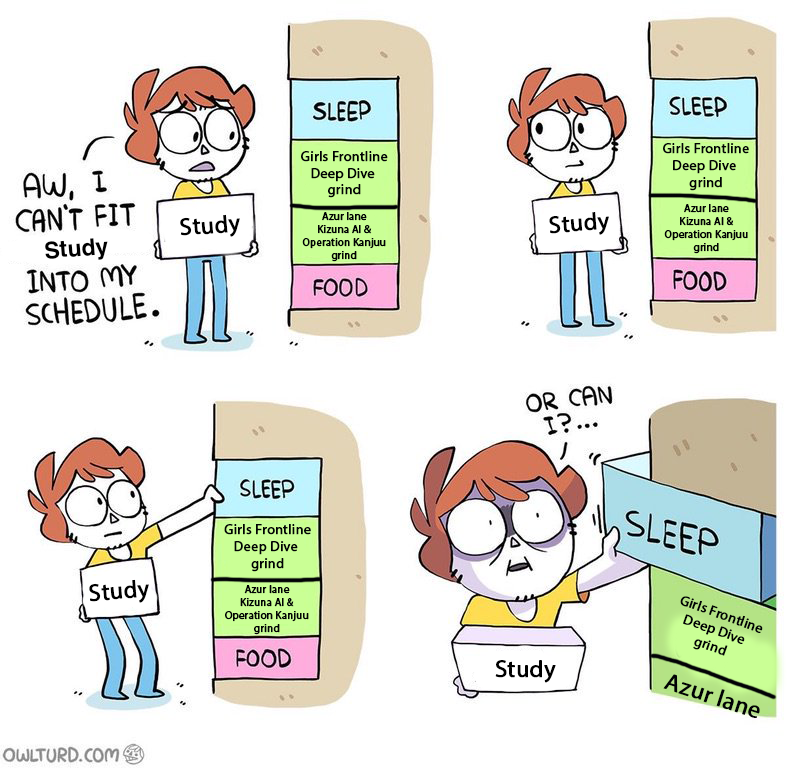 AW, I
CAN'T FIT
Study
INTO MY
SCHEDULE.
Study
SLEEP
Girls Frontline
Deep Dive
grind
Azur lane
Kizuna AI &
Operation Kanjuu
grind
FOOD
Study
SLEEP
Girls Frontline
Deep Dive
grind
Azur lane
Kizuna AI &
Operation Kanjuu
grind
FOOD
Study
SLEEP
Girls Frontline
Deep Dive
grind
Azur lane
Kizuna AI &
Operation Kanjuu
grind
FOOD
OR CAN
I?...
Study
SLEEP
Girls Frontline
Deep Dive
grind
Azur lane
OWLTURD.COM